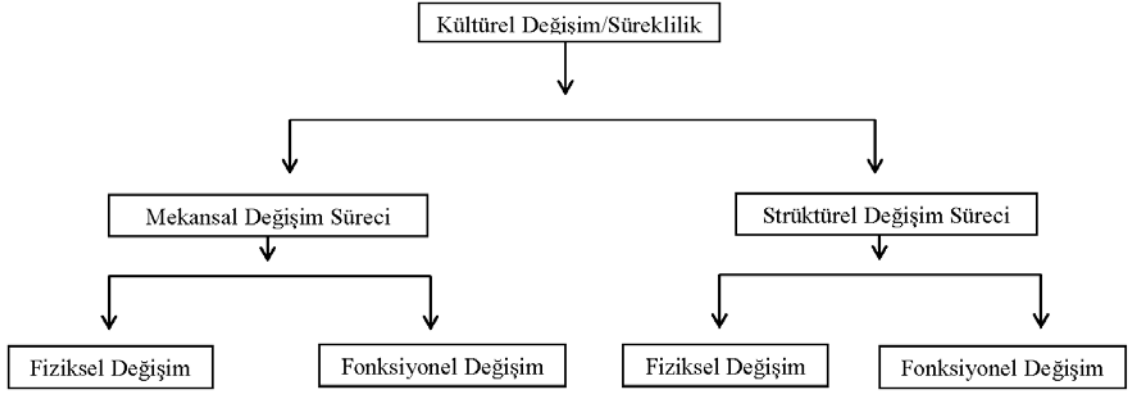 Kültürel Değişim/Süreklilik
Mekansal Değişim Süreci
Strüktürel Değişim Süreci
Fiziksel Değişim
Fonksiyonel Değişim
Fiziksel Değişim
Fonksiyonel Değişim